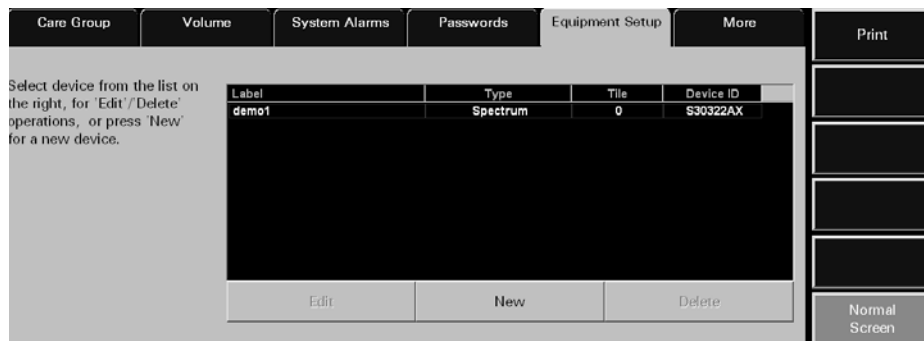 Care Group Volume System Alarms Passwords Equipment Setup More
Print
Select device from the list on
the right, for 'Edit'/'Delete'
operations, or press 'New'
for a new device.
Label Type Tile Device ID
demo1 Spectrum 0 S30322AX
Edit New Delete
Normal
Screen